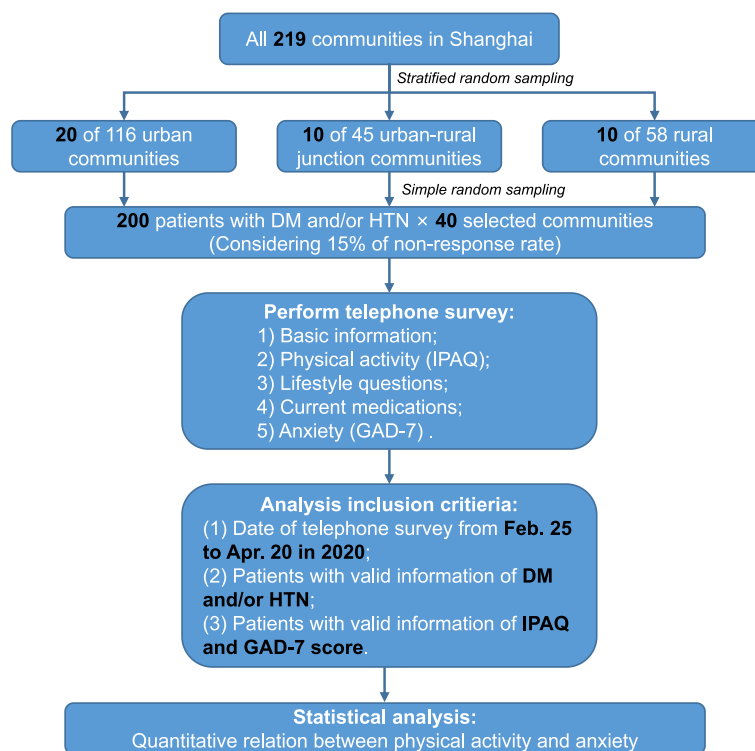 All 219 communities in Shanghai
Stratified random sampling
20 of 116 urban
communities
10 of 45 urban-rural
junction communities
10 of 58 rural
communities
Simple random sampling
200 patients with DM and/or HTN × 40 selected communities
(Considering 15% of non-response rate)
Perform telephone survey:
1) Basic information;
2) Physical activity (IPAQ);
3) Lifestyle questions;
4) Current medications;
5) Anxiety (GAD-7) .
Analysis inclusion critieria:
(1) Date of telephone survey from Feb. 25
to Apr. 20 in 2020;
(2) Patients with valid information of DM
and/or HTN;
(3) Patients with valid information of IPAQ
and GAD-7 score.
Statistical analysis:
Quantitative relation between physical activity and anxiety